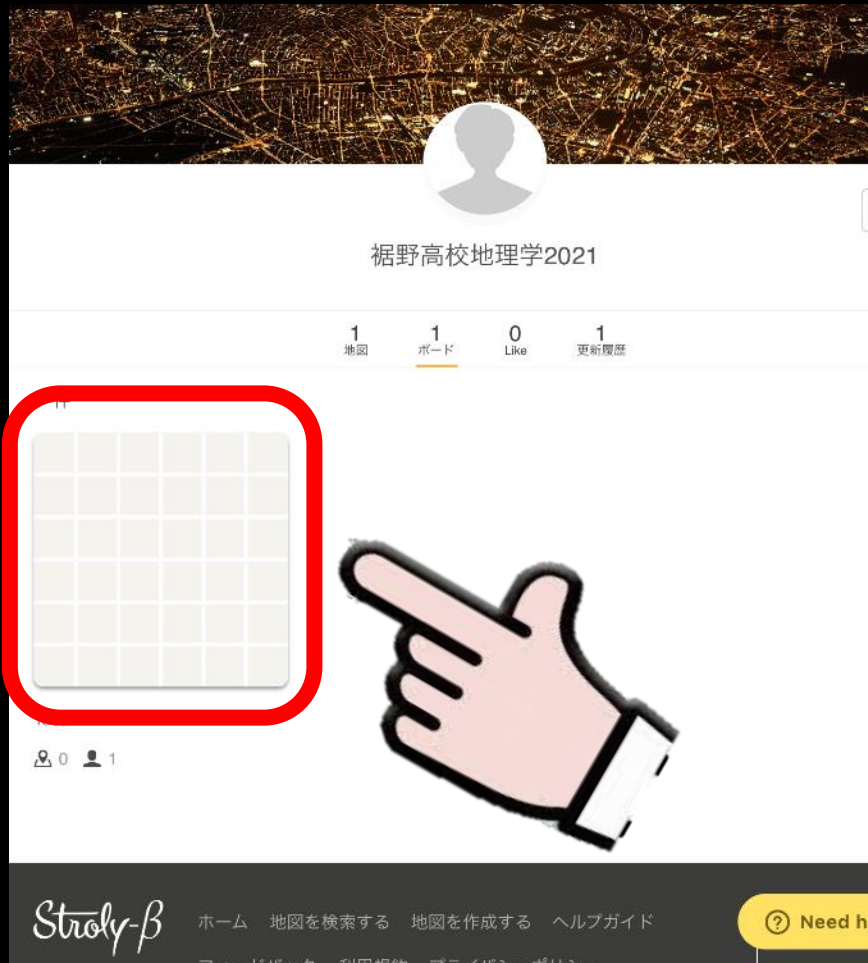 裾野高校地理学2021
1 1 0 1
地図 ボード Like 更新履歴
0 1
Stroly-β ホーム 地図を検索する 地図を作成する ヘルプガイド
Need h